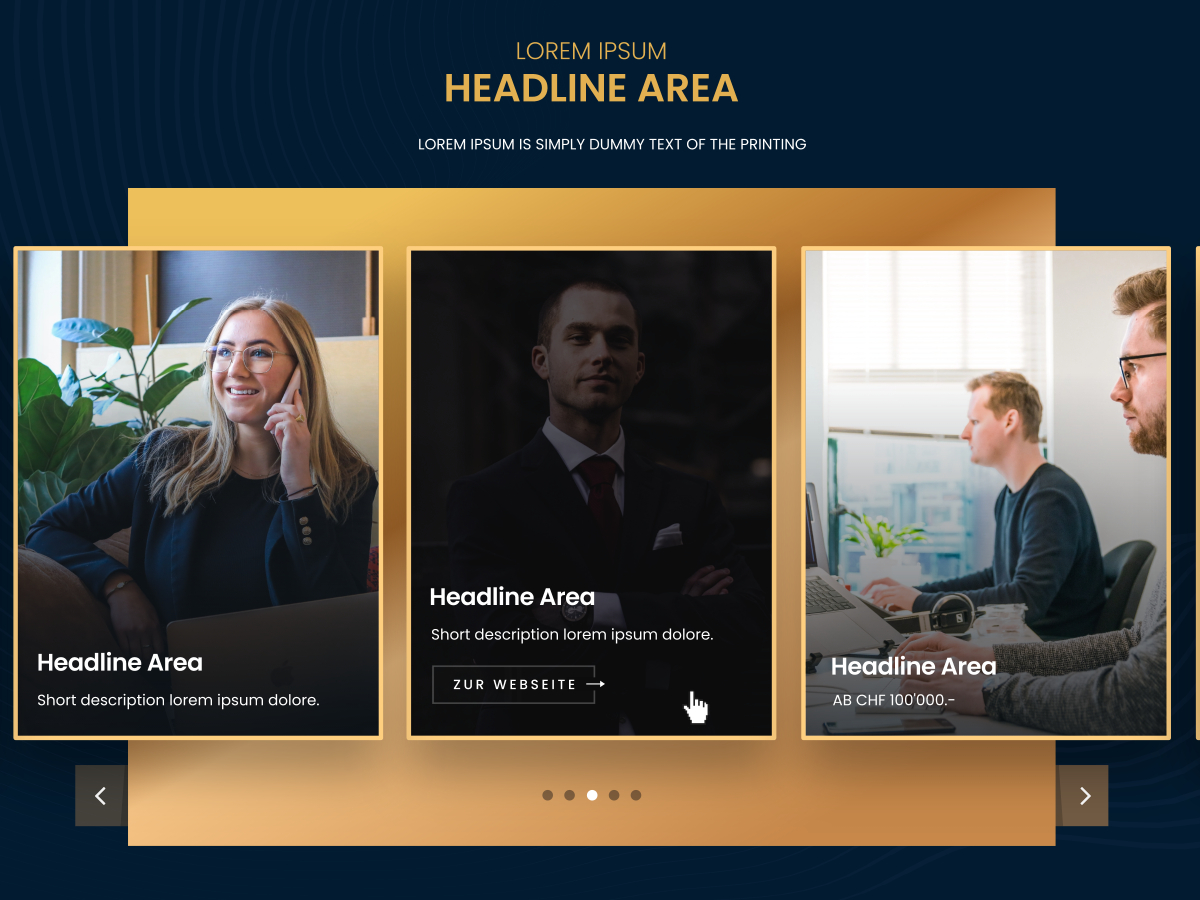 LOREM IPSUM
HEADLINE AREA
LOREM IPSUM IS SIMPLY DUMMY TEXT OF THE PRINTING
Headline Area
Short description lorem ipsum dolore.
Headline Area
Short description lorem ipsum dolore.
ZUR WEBSEITE
Headline Area
AB CHF 100'000.-